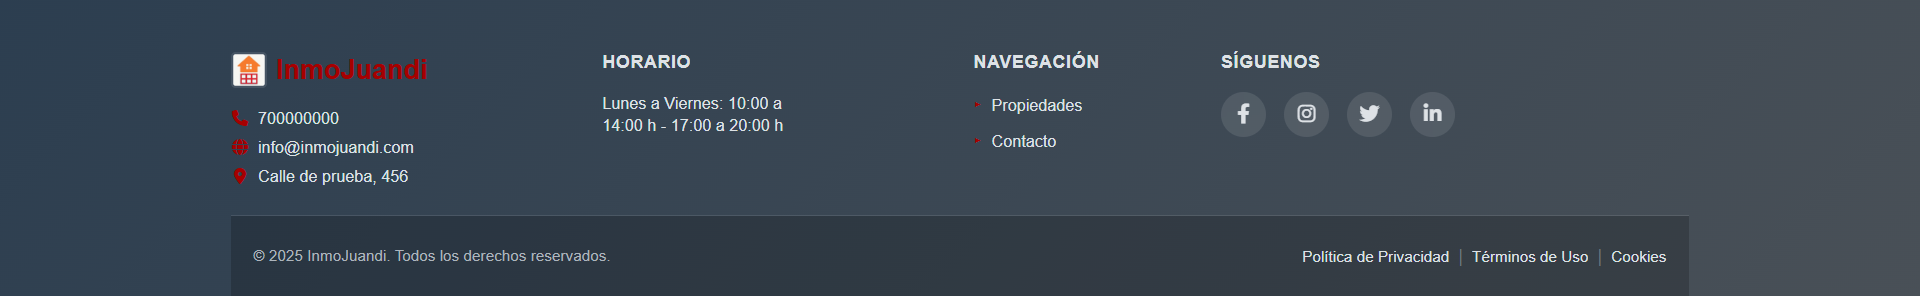 InmoJuandi
700000000
info@inmojuandi.com
Calle de prueba, 456
HORARIO
Lunes a Viernes: 10:00 a
14:00 h - 17:00 a 20:00 h
NAVEGACIÓN
Propiedades
Contacto
SÍGUENOS
© 2025 InmoJuandi. Todos los derechos reservados.
Política de Privacidad | Términos de Uso | Cookies